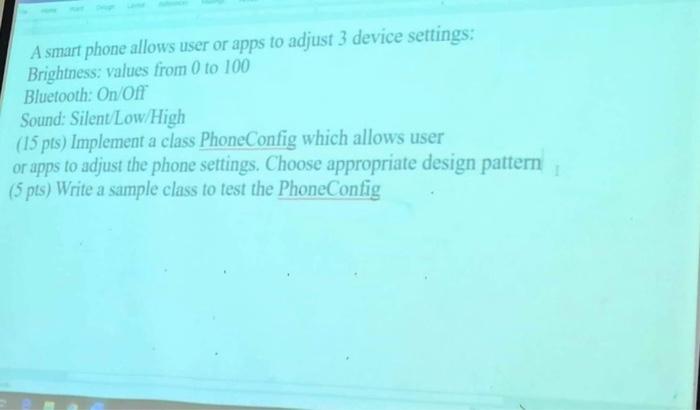 A smart phone allows user or apps to adjust 3 device settings:
Brightness: values from 0 to 100
Bluetooth: On/Off
Sound: Silent/Low/High
(15 pts) Implement a class PhoneConfig which allows user
or apps to adjust the phone settings. Choose appropriate design pattern
(5 pts) Write a sample class to test the PhoneConfig